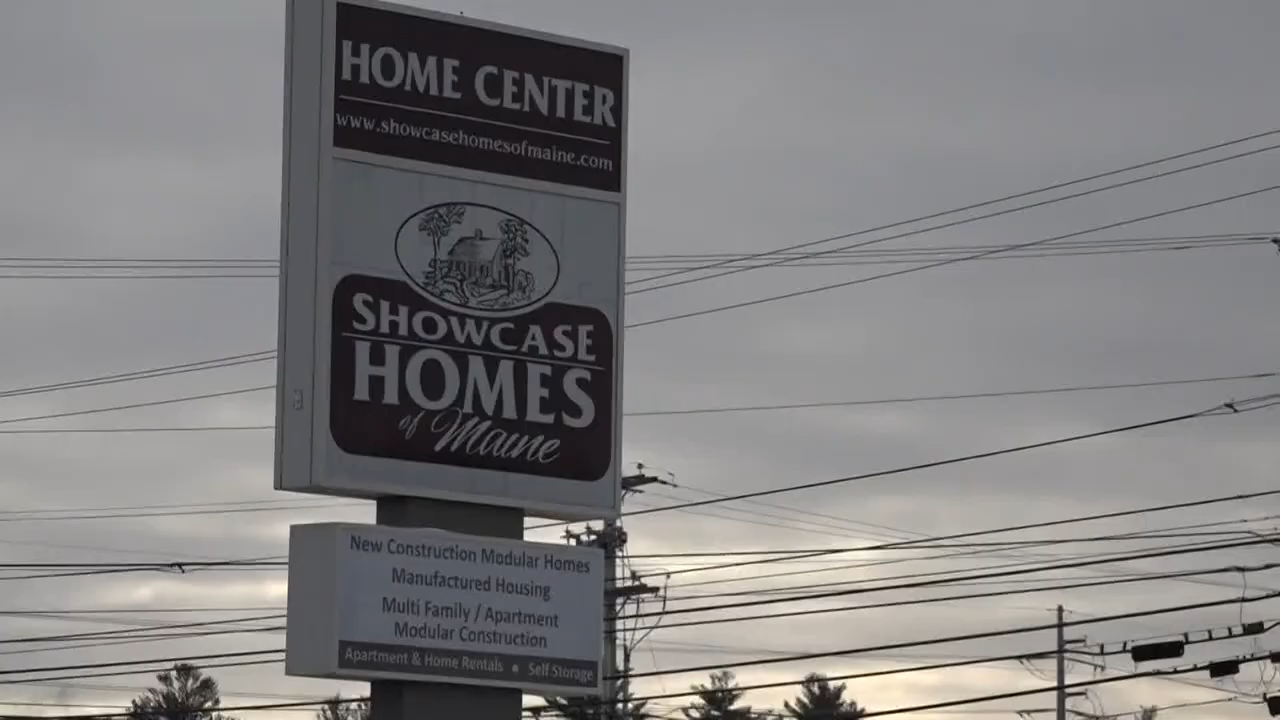 HOME CENTER
www.showcasehomesofmaine.com
SHOWCASE
HOMES
of Maine
New Construction Modular Homes
Manufactured Housing
Multi Family / Apartment
Modular Construction
Apartment & Home Rentals • Self Storage